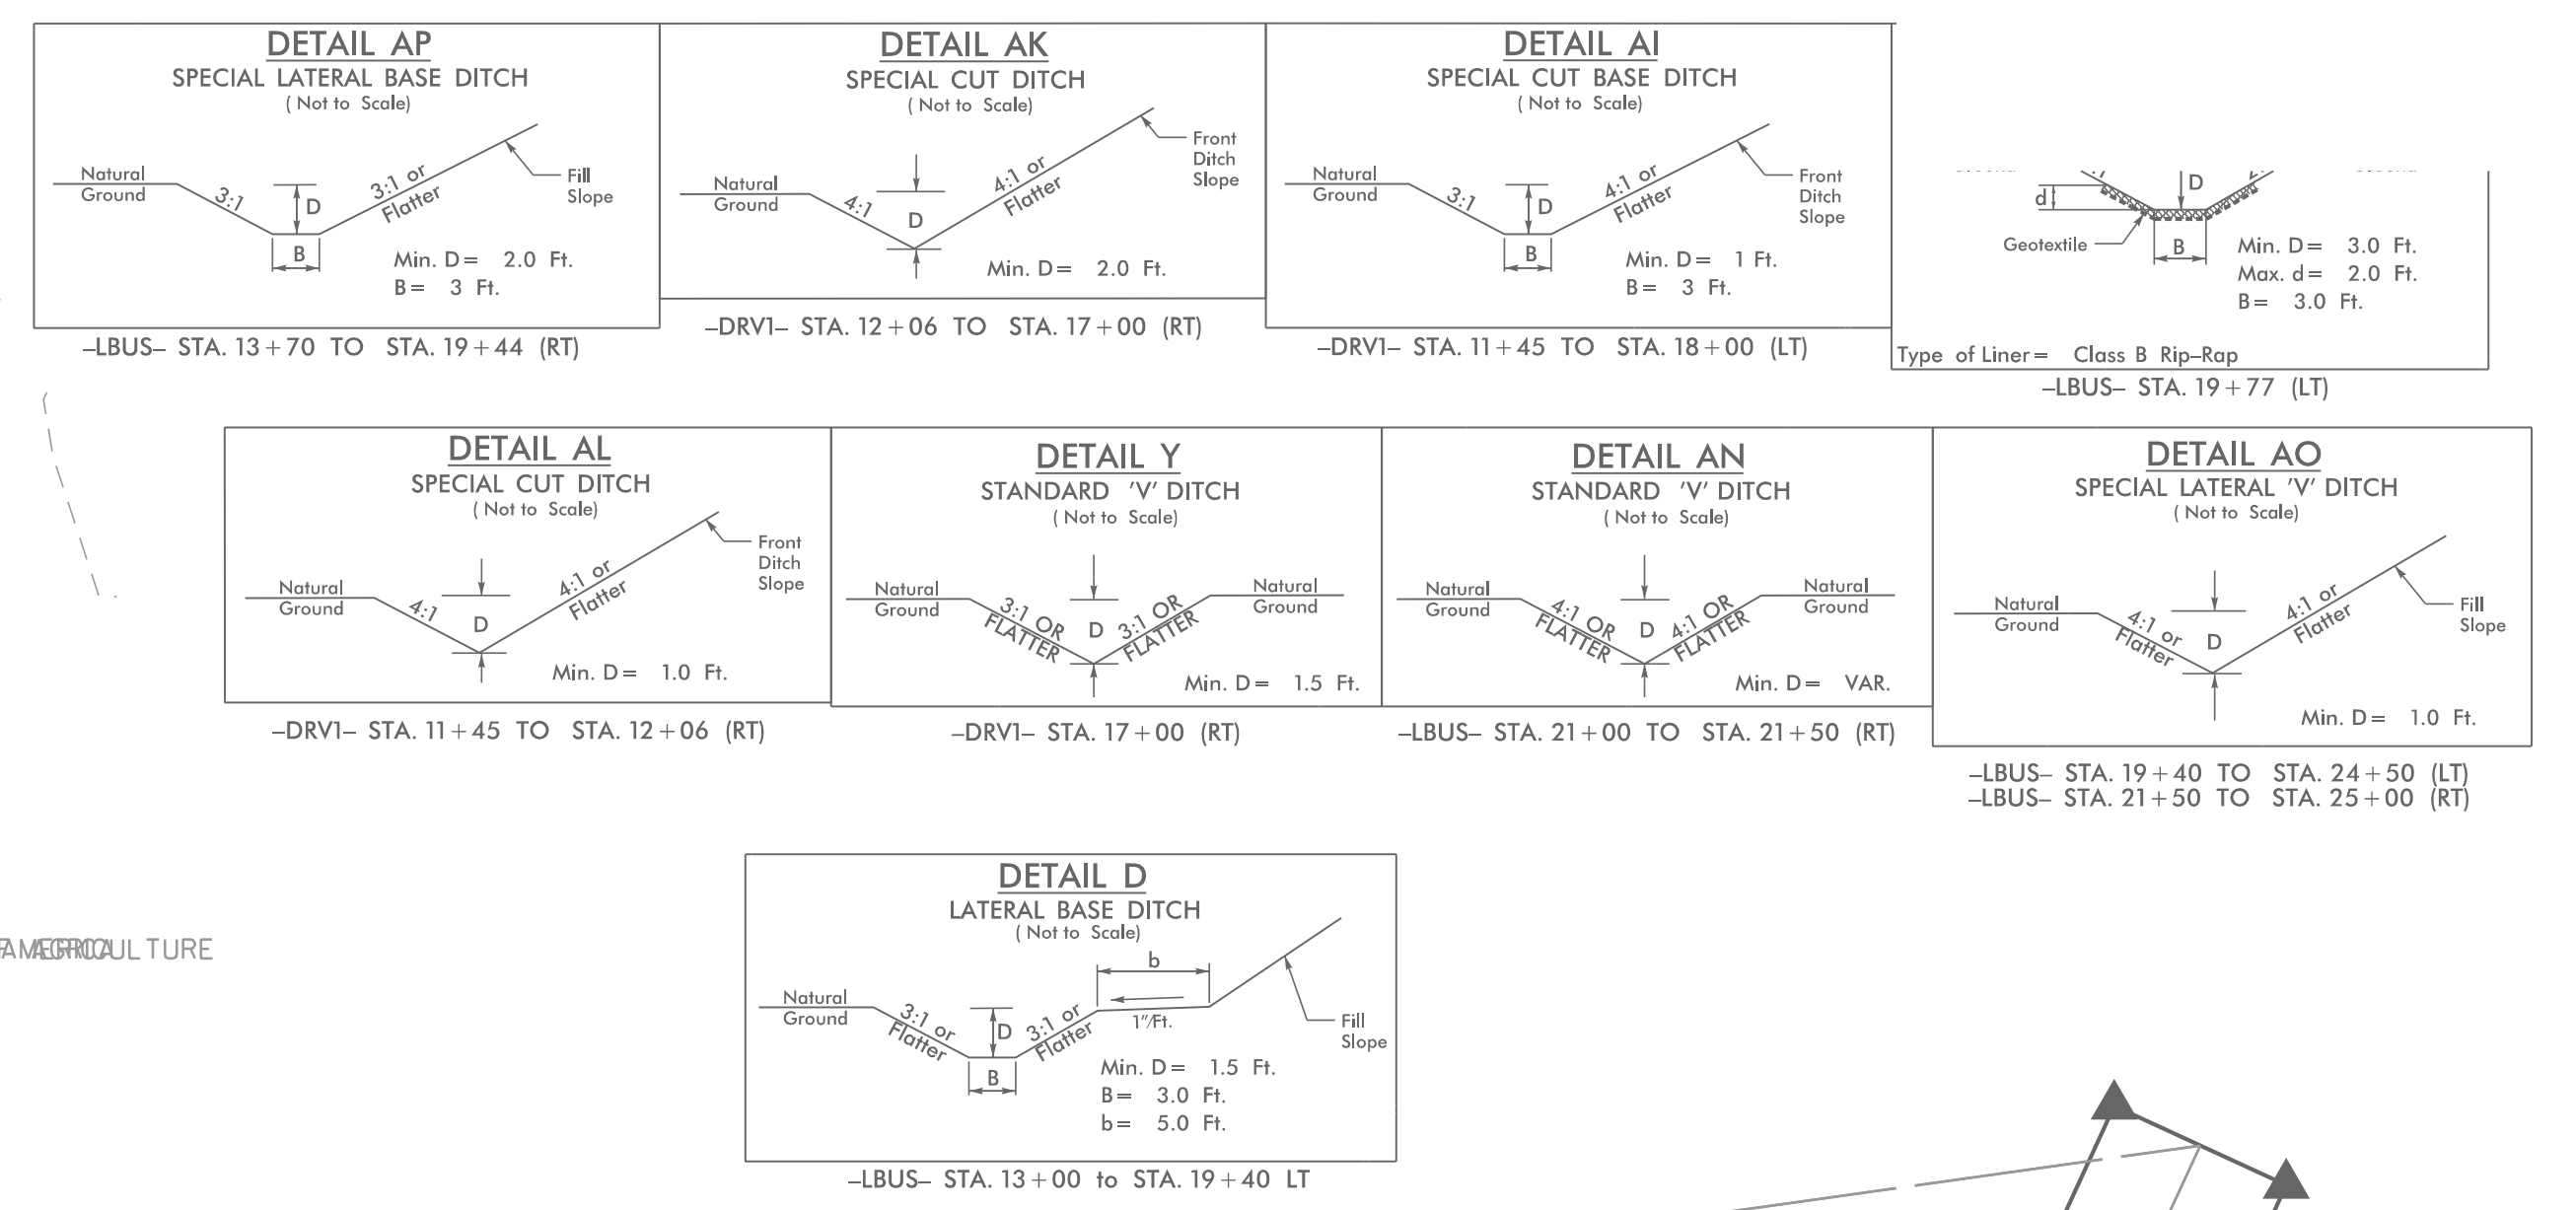 DETAIL AP
SPECIAL LATERAL BASE DITCH
( Not to Scale)
Natural
Ground
3:1
D
B
3:1 or
Flatter
Fill
Slope
Min. D= 2.0 Ft.
B= 3 Ft.
–LBUS– STA. 13+70 TO STA. 19+44 (RT)
DETAIL AK
SPECIAL CUT DITCH
( Not to Scale)
Natural
Ground
4:1
D
4:1 or
Flatter
Front
Ditch
Slope
Min. D= 2.0 Ft.
–DRV1– STA. 12+06 TO STA. 17+00 (RT)
DETAIL AI
SPECIAL CUT BASE DITCH
( Not to Scale)
Natural
Ground
3:1
D
B
4:1 or
Flatter
Front
Ditch
Slope
Min. D= 1 Ft.
B= 3 Ft.
–DRV1– STA. 11+45 TO STA. 18+00 (LT)
d
D
Geotextile
B
Min. D= 3.0 Ft.
Max. d= 2.0 Ft.
B= 3.0 Ft.
Type of Liner= Class B Rip–Rap
–LBUS– STA. 19+77 (LT)
DETAIL AL
SPECIAL CUT DITCH
( Not to Scale)
Natural
Ground
4:1
D
4:1 or
Flatter
Front
Ditch
Slope
Min. D= 1.0 Ft.
–DRV1– STA. 11+45 TO STA. 12+06 (RT)
DETAIL Y
STANDARD 'V' DITCH
( Not to Scale)
Natural
Ground
3:1 OR
FLATTER
D
3:1 OR
FLATTER
Natural
Ground
Min. D= 1.5 Ft.
–DRV1– STA. 17+00 (RT)
DETAIL AN
STANDARD 'V' DITCH
( Not to Scale)
Natural
Ground
4:1 OR
FLATTER
D
4:1 OR
FLATTER
Natural
Ground
Min. D= VAR.
–LBUS– STA. 21+00 TO STA. 21+50 (RT)
DETAIL AO
SPECIAL LATERAL 'V' DITCH
( Not to Scale)
Natural
Ground
4:1 or
Flatter
D
4:1 or
Flatter
Fill
Slope
Min. D= 1.0 Ft.
–LBUS– STA. 19+40 TO STA. 24+50 (LT)
–LBUS– STA. 21+50 TO STA. 25+00 (RT)
DETAIL D
LATERAL BASE DITCH
( Not to Scale)
Natural
Ground
3:1 or
Flatter
D
B
3:1 or
Flatter
b
1"/Ft.
Fill
Slope
Min. D= 1.5 Ft.
B= 3.0 Ft.
b= 5.0 Ft.
–LBUS– STA. 13+00 to STA. 19+40 LT